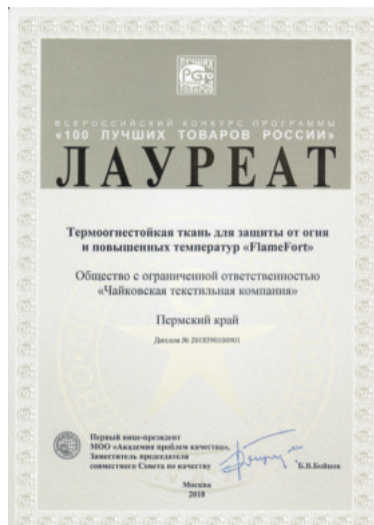 ЛУЧШИХ
ТОВАРОВ
ВСЕРОССИЙСКИЙ КОНКУРС ПРОГРАММЫ
«100 ЛУЧШИХ ТОВАРОВ РОССИИ»
ЛАУРЕАТ
Термоогнестойкая ткань для защиты от огня
и повышенных температур «FlameFort»
Общество с ограниченной ответственностью
«Чайковская текстильная компания»
Пермский край
Диплом №
Первый вице-президент
МОО «Академия проблем качества»,
Заместитель председателя
совместного Совета по качеству
Б.В.Бойцов
Москва
2018